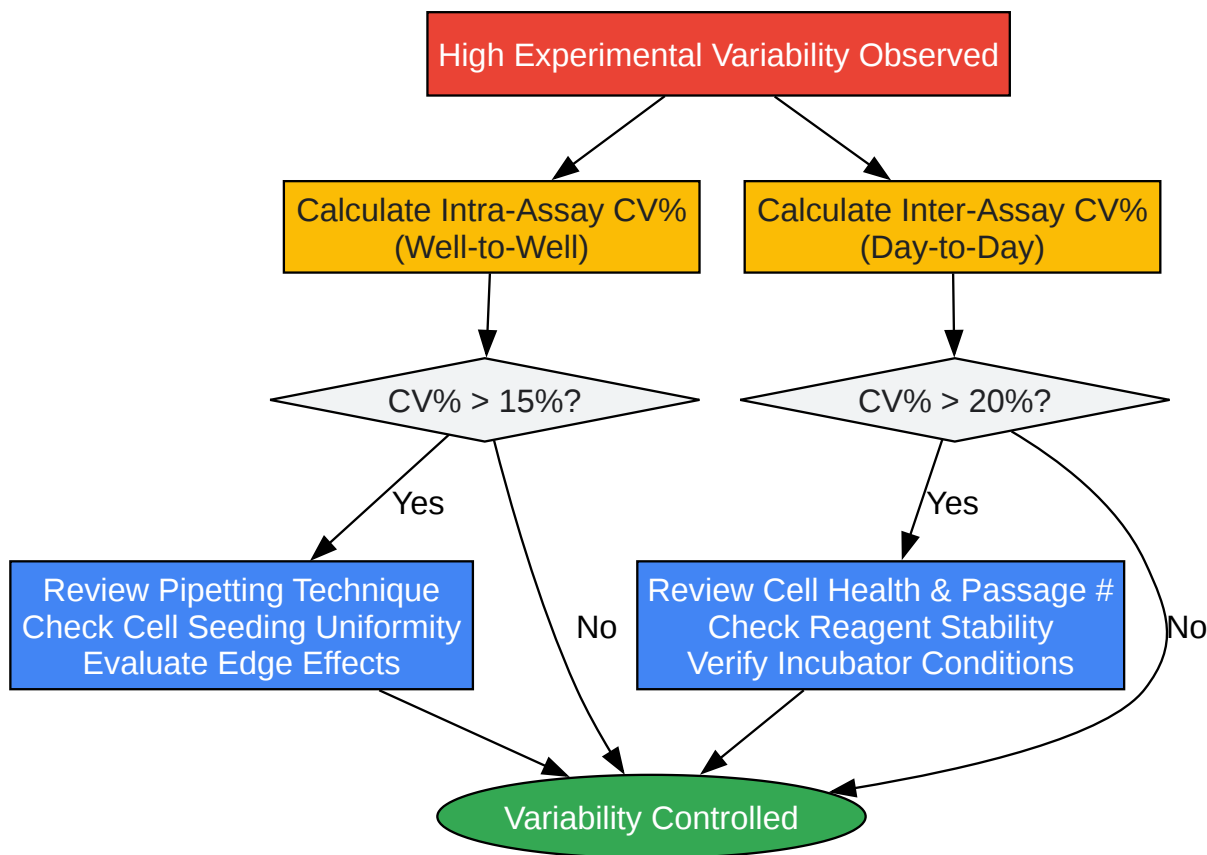 High Experimental Variability Observed
Calculate Intra-Assay CV%
(Well-to-Well)
Calculate Inter-Assay CV%
(Day-to-Day)
CV% > 15%?
CV% > 20%?
Yes
Yes
Review Pipetting Technique
Check Cell Seeding Uniformity
Evaluate Edge Effects
No
Review Cell Health & Passage #
Check Reagent Stability
Verify Incubator Conditions
No
Variability Controlled